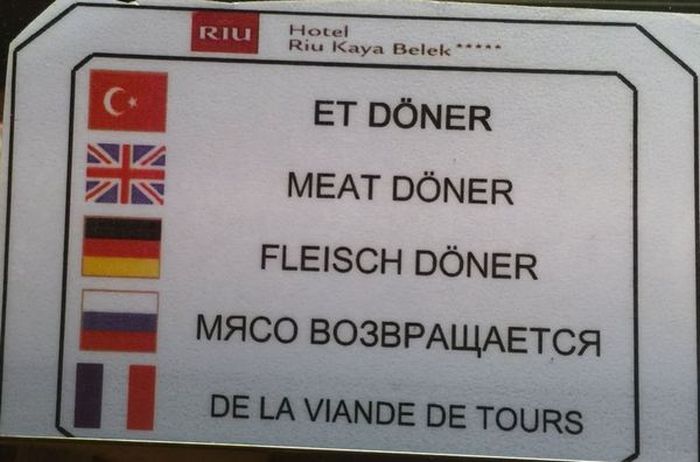 RIU
Hotel
Riu Kaya Belek*****
ET DÖNER
MEAT DÖNER
FLEISCH DÖNER
МЯСО ВОЗВРАЩАЕТСЯ
DE LA VIANDE DE TOURS